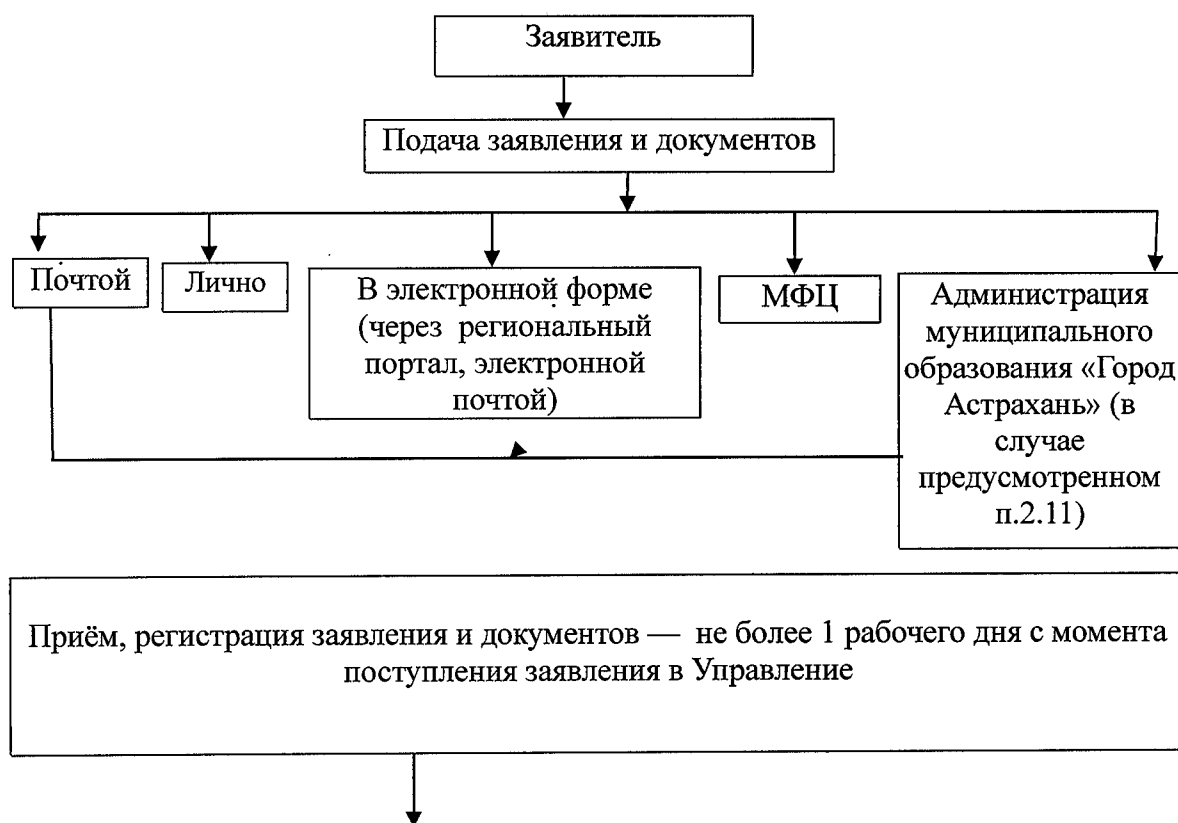 Заявитель
Подача заявления и документов
Почтой
Лично
В электронной форме
(через региональный
портал, электронной
почтой)
МФЦ
Администрация
муниципального
образования «Город
Астрахань» (в
случае
предусмотренном
п.2.11)
Приём, регистрация заявления и документов — не более 1 рабочего дня с момента
поступления заявления в Управление